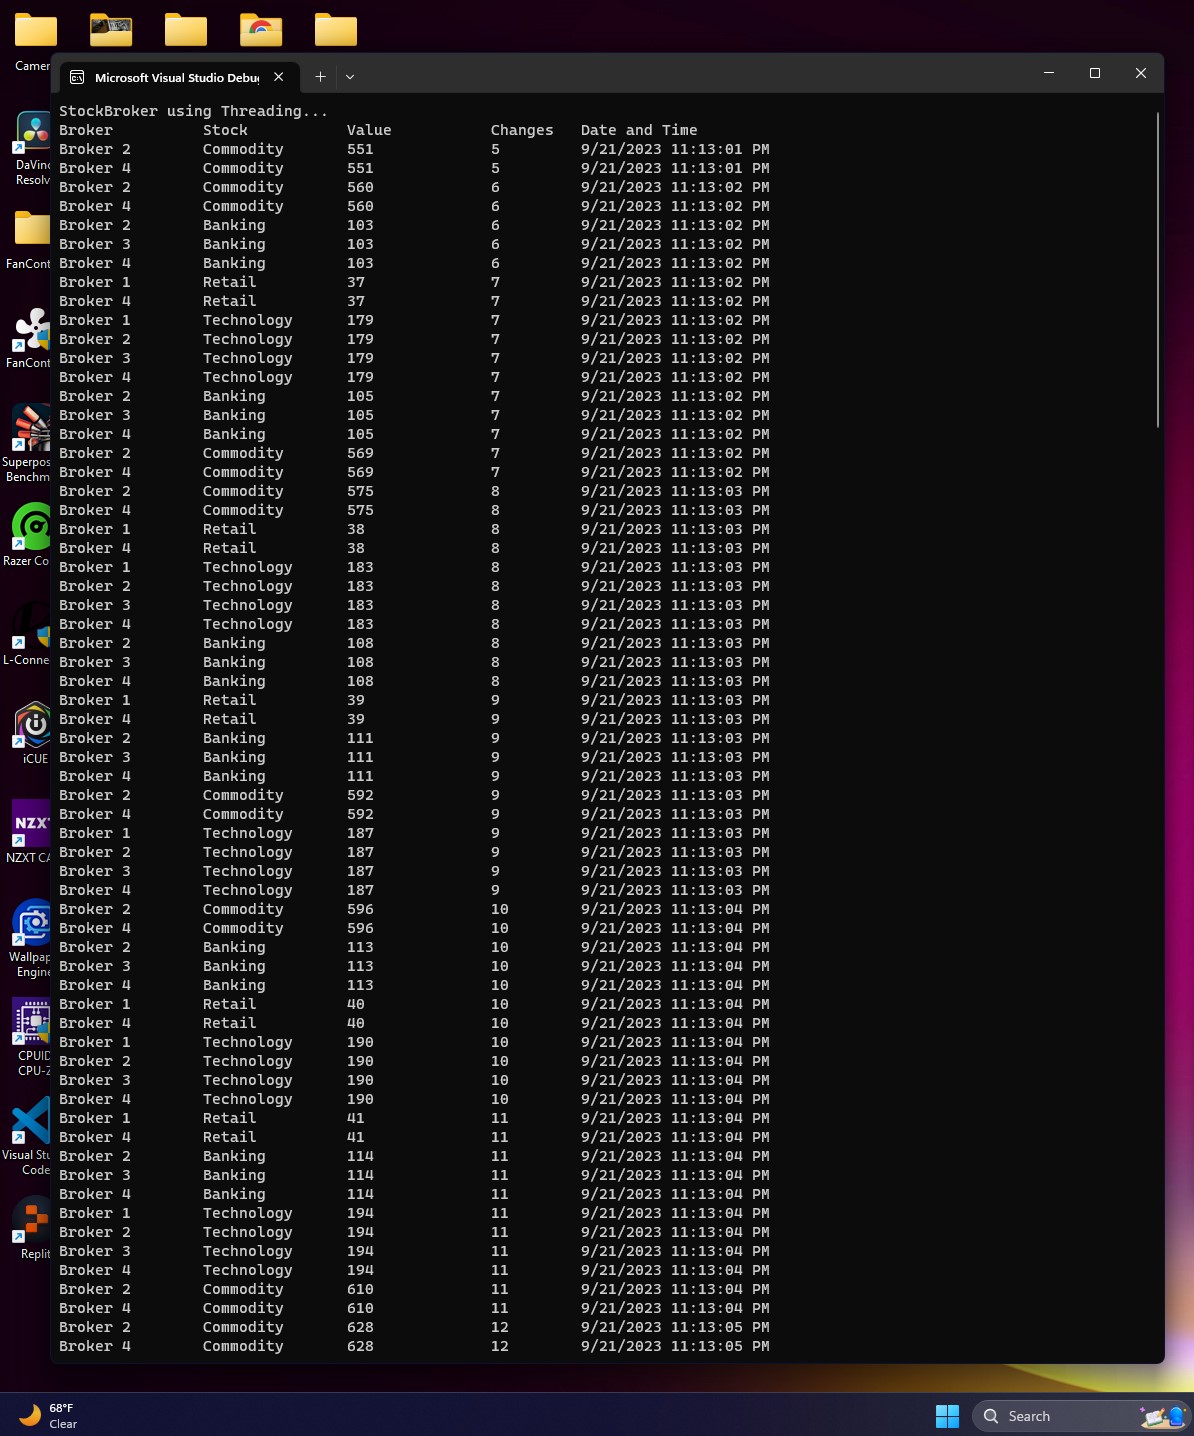 Camer
Microsoft Visual Studio Debug
StockBroker using Threading...
Broker Stock Value Changes Date and Time
Broker 2 Commodity 551 5 9/21/2023 11:13:01 PM
Broker 4 Commodity 551 5 9/21/2023 11:13:01 PM
Broker 2 Commodity 560 6 9/21/2023 11:13:02 PM
Broker 4 Commodity 560 6 9/21/2023 11:13:02 PM
Broker 2 Banking 103 6 9/21/2023 11:13:02 PM
Broker 3 Banking 103 6 9/21/2023 11:13:02 PM
Broker 4 Banking 103 6 9/21/2023 11:13:02 PM
Broker 1 Retail 37 7 9/21/2023 11:13:02 PM
Broker 4 Retail 37 7 9/21/2023 11:13:02 PM
Broker 1 Technology 179 7 9/21/2023 11:13:02 PM
Broker 2 Technology 179 7 9/21/2023 11:13:02 PM
Broker 3 Technology 179 7 9/21/2023 11:13:02 PM
Broker 4 Technology 179 7 9/21/2023 11:13:02 PM
Broker 2 Banking 105 7 9/21/2023 11:13:02 PM
Broker 3 Banking 105 7 9/21/2023 11:13:02 PM
Broker 4 Banking 105 7 9/21/2023 11:13:02 PM
Broker 2 Commodity 569 7 9/21/2023 11:13:02 PM
Broker 4 Commodity 569 7 9/21/2023 11:13:02 PM
Broker 2 Commodity 575 8 9/21/2023 11:13:03 PM
Broker 4 Commodity 575 8 9/21/2023 11:13:03 PM
Broker 1 Retail 38 8 9/21/2023 11:13:03 PM
Broker 4 Retail 38 8 9/21/2023 11:13:03 PM
Broker 1 Technology 183 8 9/21/2023 11:13:03 PM
Broker 2 Technology 183 8 9/21/2023 11:13:03 PM
Broker 3 Technology 183 8 9/21/2023 11:13:03 PM
Broker 4 Technology 183 8 9/21/2023 11:13:03 PM
Broker 2 Banking 108 8 9/21/2023 11:13:03 PM
Broker 3 Banking 108 8 9/21/2023 11:13:03 PM
Broker 4 Banking 108 8 9/21/2023 11:13:03 PM
Broker 1 Retail 39 9 9/21/2023 11:13:03 PM
Broker 4 Retail 39 9 9/21/2023 11:13:03 PM
Broker 2 Banking 111 9 9/21/2023 11:13:03 PM
Broker 3 Banking 111 9 9/21/2023 11:13:03 PM
Broker 4 Banking 111 9 9/21/2023 11:13:03 PM
Broker 2 Commodity 592 9 9/21/2023 11:13:03 PM
Broker 4 Commodity 592 9 9/21/2023 11:13:03 PM
Broker 1 Technology 187 9 9/21/2023 11:13:03 PM
Broker 2 Technology 187 9 9/21/2023 11:13:03 PM
Broker 3 Technology 187 9 9/21/2023 11:13:03 PM
Broker 4 Technology 187 9 9/21/2023 11:13:03 PM
Broker 2 Commodity 596 10 9/21/2023 11:13:04 PM
Broker 4 Commodity 596 10 9/21/2023 11:13:04 PM
Broker 2 Banking 113 10 9/21/2023 11:13:04 PM
Broker 3 Banking 113 10 9/21/2023 11:13:04 PM
Broker 4 Banking 113 10 9/21/2023 11:13:04 PM
Broker 1 Retail 40 10 9/21/2023 11:13:04 PM
Broker 4 Retail 40 10 9/21/2023 11:13:04 PM
Broker 1 Technology 190 10 9/21/2023 11:13:04 PM
Broker 2 Technology 190 10 9/21/2023 11:13:04 PM
Broker 3 Technology 190 10 9/21/2023 11:13:04 PM
Broker 4 Technology 190 10 9/21/2023 11:13:04 PM
Broker 1 Retail 41 11 9/21/2023 11:13:04 PM
Broker 4 Retail 41 11 9/21/2023 11:13:04 PM
Broker 2 Banking 114 11 9/21/2023 11:13:04 PM
Broker 3 Banking 114 11 9/21/2023 11:13:04 PM
Broker 4 Banking 114 11 9/21/2023 11:13:04 PM
Broker 1 Technology 194 11 9/21/2023 11:13:04 PM
Broker 2 Technology 194 11 9/21/2023 11:13:04 PM
Broker 3 Technology 194 11 9/21/2023 11:13:04 PM
Broker 4 Technology 194 11 9/21/2023 11:13:04 PM
Broker 2 Commodity 610 11 9/21/2023 11:13:04 PM
Broker 4 Commodity 610 11 9/21/2023 11:13:04 PM
Broker 2 Commodity 628 12 9/21/2023 11:13:05 PM
Broker 4 Commodity 628 12 9/21/2023 11:13:05 PM
DaVinc
Resolv
FanCont
FanCont
Superpos
Benchm
Razer Co
L-Conne
iCUE
NZXT
NZXT CA
Wallpap
Engine
CPUID
CPU-Z
Visual Stu
Code
Replit
68°F
Clear
Search